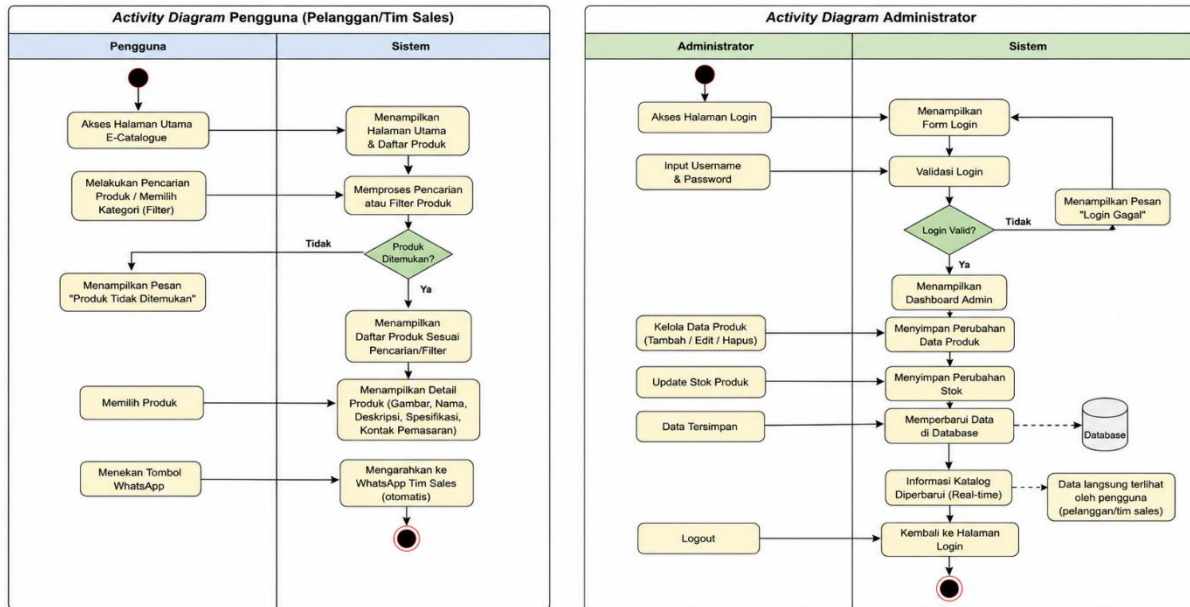 Activity Diagram Pengguna (Pelanggan/Tim Sales)
Pengguna
Sistem
Akses Halaman Utama
E-Catalogue
Menampilkan
Halaman Utama
& Daftar Produk
Melakukan Pencarian
Produk / Memilih
Kategori (Filter)
Memproses Pencarian
atau Filter Produk
Tidak
Produk
Ditemukan?
Menampilkan Pesan
"Produk Tidak Ditemukan"
Ya
Menampilkan
Daftar Produk Sesuai
Pencarian/Filter
Memilih Produk
Menampilkan Detail
Produk (Gambar, Nama,
Deskripsi, Spesifikasi,
Kontak Pemasaran)
Menekan Tombol
WhatsApp
Mengarahkan ke
WhatsApp Tim Sales
(otomatis)
Activity Diagram Administrator
Administrator
Sistem
Akses Halaman Login
Menampilkan
Form Login
Input Username
& Password
Validasi Login
Menampilkan Pesan
"Login Gagal"
Login Valid?
Tidak
Ya
Menampilkan
Dashboard Admin
Kelola Data Produk
(Tambah / Edit / Hapus)
Menyimpan Perubahan
Data Produk
Update Stok Produk
Menyimpan Perubahan
Stok
Data Tersimpan
Memperbarui Data
di Database
Database
Informasi Katalog
Diperbarui (Real-time)
Data langsung terlihat
oleh pengguna
(pelanggan/tim sales)
Logout
Kembali ke Halaman
Login